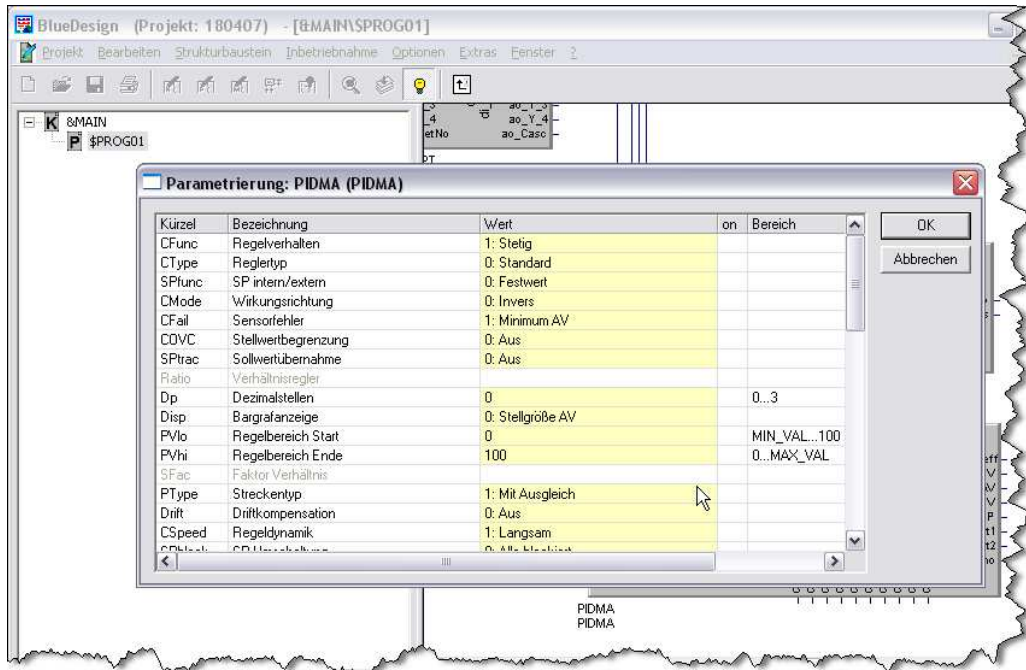 BlueDesign (Projekt: 180407) - [&MAIN\$PROG01]
Projekt Bearbeiten Strukturbaustein Inbetriebnahme Optionen Extras Fenster ?
&MAIN
$PROG01
ao_Y_4
etNo ao_Casc
Parametrierung: PIDMA (PIDMA)
Kürzel Bezeichnung Wert on Bereich
CFunc Regelverhalten 1: Stetig
CType Reglertyp 0: Standard
SPfunc SP intern/extern 0: Festwert
CMode Wirkungsrichtung 0: Invers
CFail Sensorfehler 1: Minimum AV
COVC Stellwertbegrenzung 0: Aus
SPtrac Sollwertübernahme 0: Aus
Ratio Verhältnisregler
Dp Dezimalstellen 0 0...3
Disp Bargrafanzeige 0: Stellgröße AV
PVlo Regelbereich Start 0 MIN_VAL...100
PVhi Regelbereich Ende 100 0...MAX_VAL
SFac Faktor Verhältnis
PType Streckentyp 1: Mit Ausgleich
Drift Driftkompensation 0: Aus
CSpeed Regeldynamik 1: Langsam
OK
Abbrechen
PIDMA
PIDMA